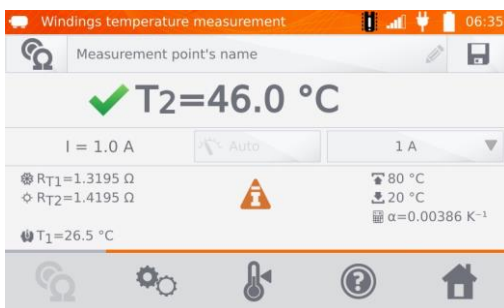 Windings temperature measurement 06:35
Measurement point's name
T2=46.0 °C
I = 1.0 A Auto 1 A
RT1=1.3195 Ω 80 °C
RT2=1.4195 Ω 20 °C
α=0.00386 K⁻¹
T1=26.5 °C